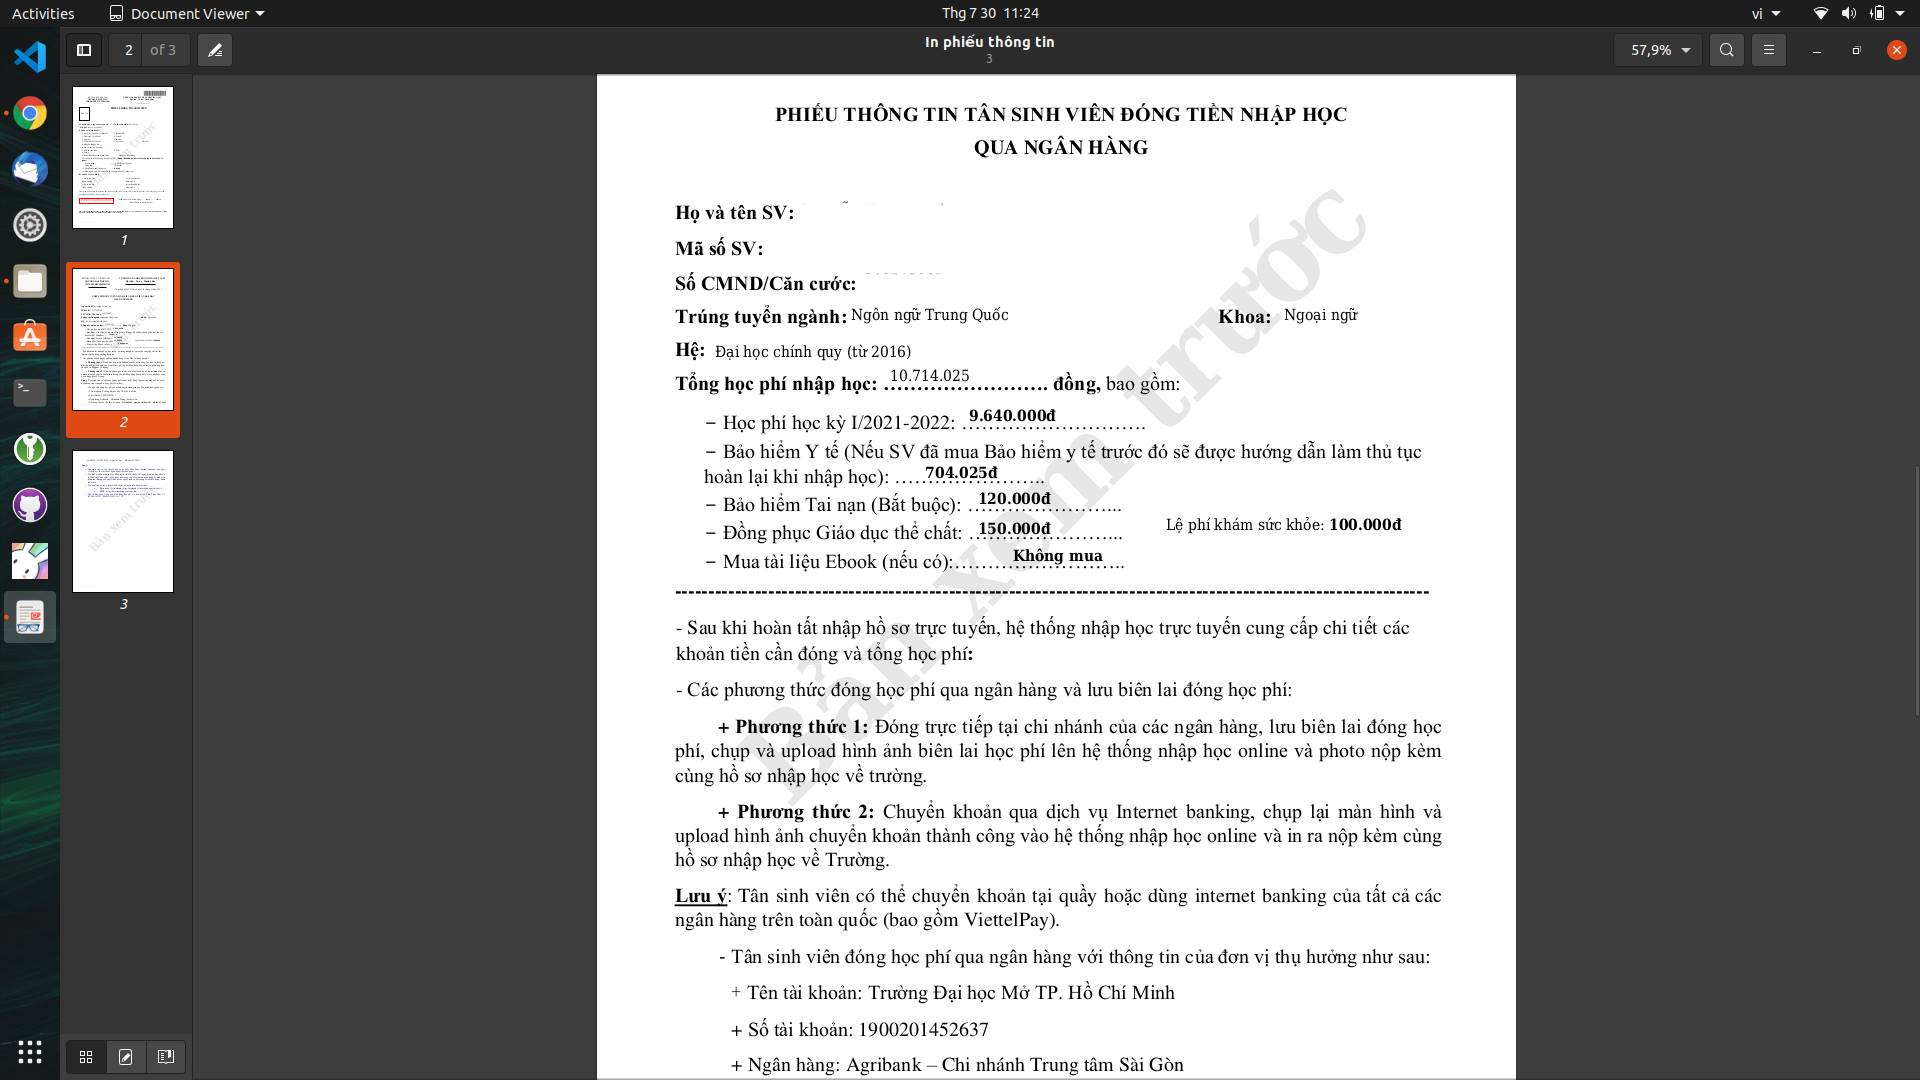 Activities
Document Viewer
Thg 7 30 11:24
vi
2 of 3
In phiếu thông tin
3
57,9%
1
2
3
PHIẾU THÔNG TIN TÂN SINH VIÊN ĐÓNG TIỀN NHẬP HỌC
QUA NGÂN HÀNG
Họ và tên SV:
Mã số SV:
Số CMND/Căn cước:
Trúng tuyển ngành: Ngôn ngữ Trung Quốc Khoa: Ngoại ngữ
Hệ: Đại học chính quy (từ 2016)
Tổng học phí nhập học: 10.714.025 ……………………. đồng, bao gồm:
− Học phí học kỳ I/2021-2022: 9.640.000đ ……………………….
− Bảo hiểm Y tế (Nếu SV đã mua Bảo hiểm y tế trước đó sẽ được hướng dẫn làm thủ tục
hoàn lại khi nhập học): 704.025đ ………………….
− Bảo hiểm Tai nạn (Bắt buộc): 120.000đ …………………...
− Đồng phục Giáo dục thể chất: 150.000đ …………………...
Lệ phí khám sức khỏe: 100.000đ
− Mua tài liệu Ebook (nếu có): Không mua ……………………..
- Sau khi hoàn tất nhập hồ sơ trực tuyến, hệ thống nhập học trực tuyến cung cấp chi tiết các
khoản tiền cần đóng và tổng học phí:
- Các phương thức đóng học phí qua ngân hàng và lưu biên lai đóng học phí:
+ Phương thức 1: Đóng trực tiếp tại chi nhánh của các ngân hàng, lưu biên lai đóng học
phí, chụp và upload hình ảnh biên lai học phí lên hệ thống nhập học online và photo nộp kèm
cùng hồ sơ nhập học về trường.
+ Phương thức 2: Chuyển khoản qua dịch vụ Internet banking, chụp lại màn hình và
upload hình ảnh chuyển khoản thành công vào hệ thống nhập học online và in ra nộp kèm cùng
hồ sơ nhập học về Trường.
Lưu ý: Tân sinh viên có thể chuyển khoản tại quầy hoặc dùng internet banking của tất cả các
ngân hàng trên toàn quốc (bao gồm ViettelPay).
- Tân sinh viên đóng học phí qua ngân hàng với thông tin của đơn vị thụ hưởng như sau:
+ Tên tài khoản: Trường Đại học Mở TP. Hồ Chí Minh
+ Số tài khoản: 1900201452637
+ Ngân hàng: Agribank – Chi nhánh Trung tâm Sài Gòn
Bản xem trước